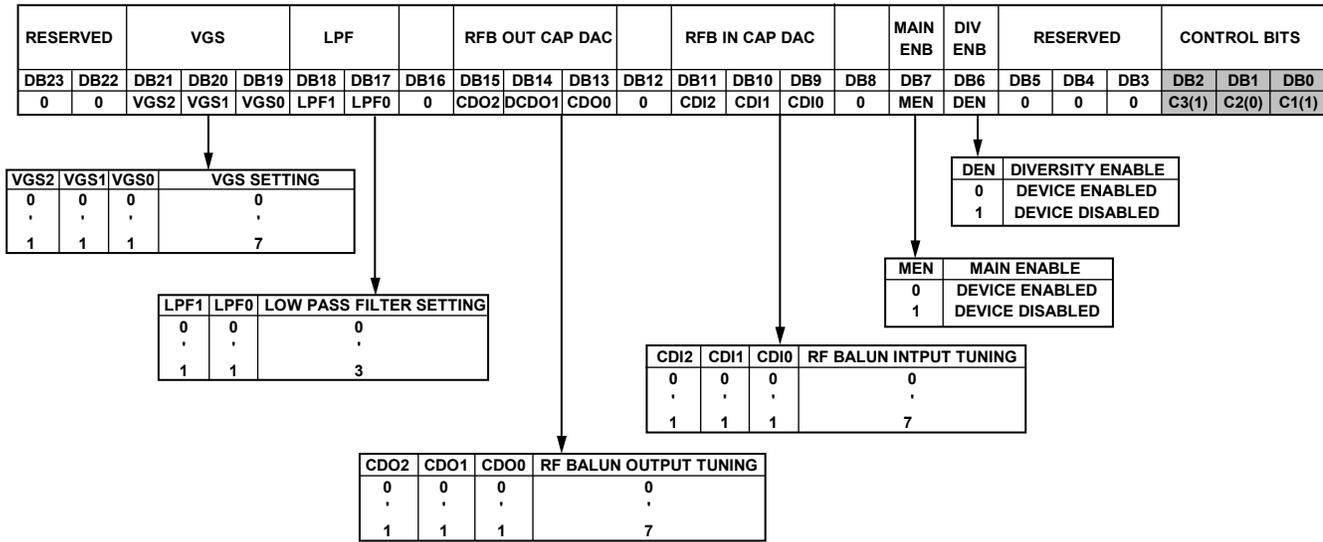 RESERVED VGS LPF RFB OUT CAP DAC RFB IN CAP DAC MAIN ENB DIV ENB RESERVED CONTROL BITS
DB23 DB22 DB21 DB20 DB19 DB18 DB17 DB16 DB15 DB14 DB13 DB12 DB11 DB10 DB9 DB8 DB7 DB6 DB5 DB4 DB3 DB2 DB1 DB0
0 0 VGS2 VGS1 VGS0 LPF1 LPF0 0 CDO2 DCDO1 CDO0 0 CDI2 CDI1 CDI0 0 MEN DEN 0 0 0 C3(1) C2(0) C1(1)
DEN DIVERSITY ENABLE
0 DEVICE ENABLED
1 DEVICE DISABLED
VGS2 VGS1 VGS0 VGS SETTING
0 0 0 0
' ' ' '
1 1 1 7
MEN MAIN ENABLE
0 DEVICE ENABLED
1 DEVICE DISABLED
LPF1 LPF0 LOW PASS FILTER SETTING
0 0 0
' ' '
1 1 3
CDI2 CDI1 CDI0 RF BALUN INTPUT TUNING
0 0 0 0
' ' ' '
1 1 1 7
CDO2 CDO1 CDO0 RF BALUN OUTPUT TUNING
0 0 0 0
' ' ' '
1 1 1 7